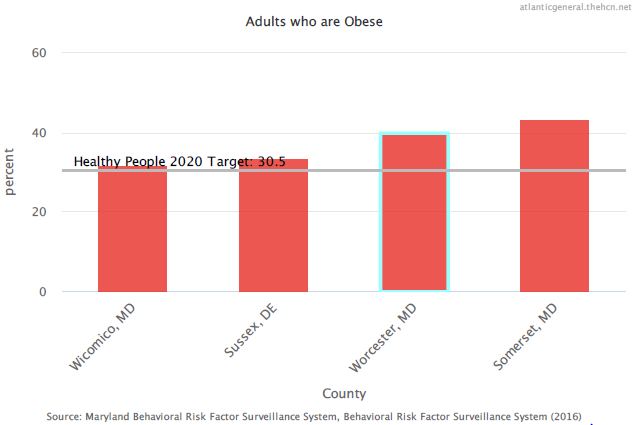 atlanticgeneral.thehcn.net
Adults who are Obese
60
40
20
0
percent
Healthy People 2020 Target: 30.5
Wicomico, MD
Sussex, DE
Worcester, MD
Somerset, MD
County
Source: Maryland Behavioral Risk Factor Surveillance System, Behavioral Risk Factor Surveillance System (2016)